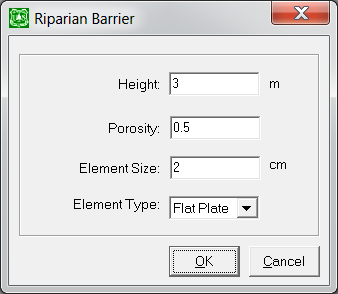 Riparian Barrier
Height: 3 m
Porosity: 0.5
Element Size: 2 cm
Element Type: Flat Plate
OK Cancel